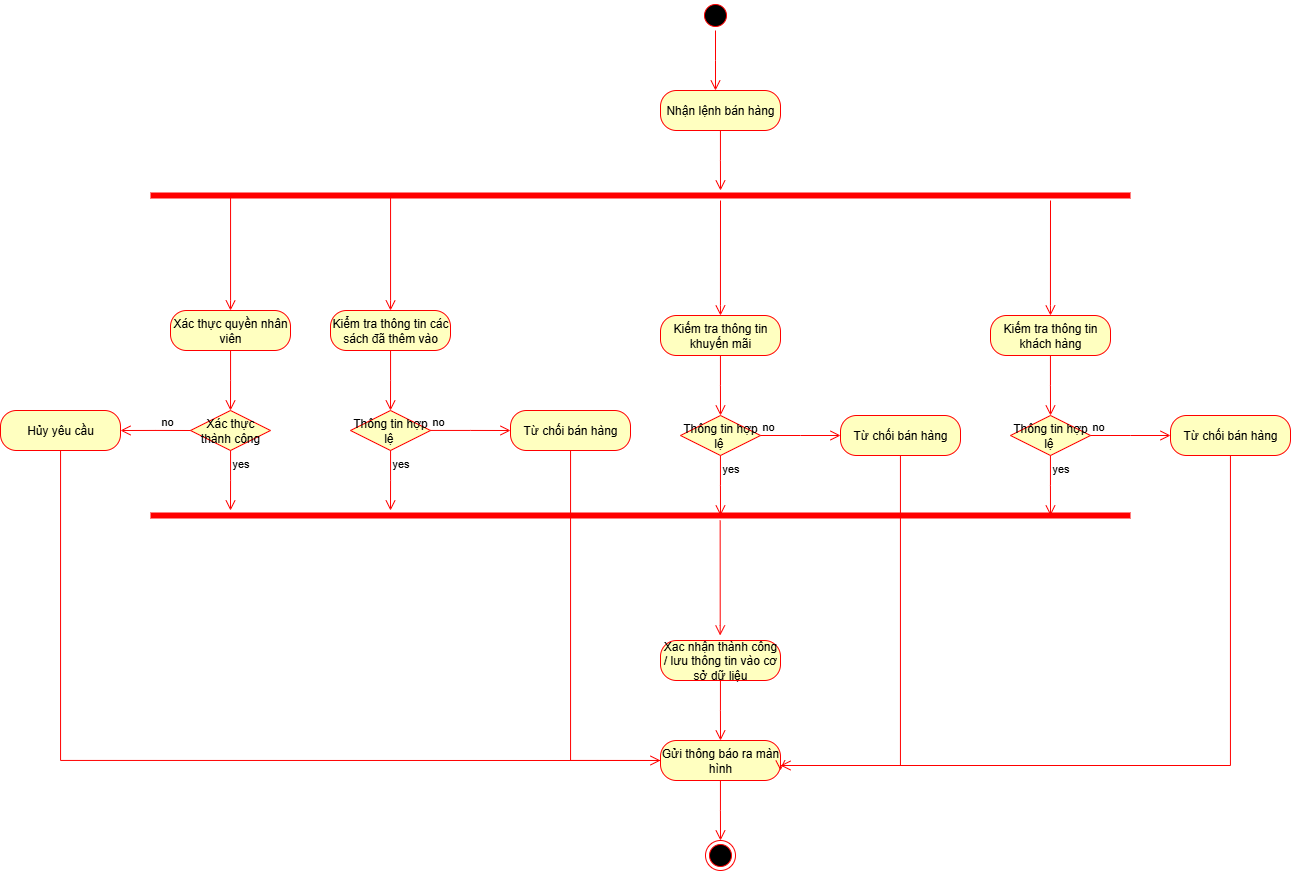 Nhận lệnh bán hàng
Xác thực quyền nhân
viên
Kiểm tra thông tin các
sách đã thêm vào
Kiểm tra thông tin
khuyến mãi
Kiểm tra thông tin
khách hàng
Hủy yêu cầu
no
Xác thực
thành công
yes
Thông tin hợp
lệ
no
yes
Từ chối bán hàng
Thông tin hợp
lệ
no
yes
Từ chối bán hàng
Thông tin hợp
lệ
no
yes
Từ chối bán hàng
Xac nhận thành công
/ lưu thông tin vào cơ
sở dữ liệu
Gửi thông báo ra màn
hình